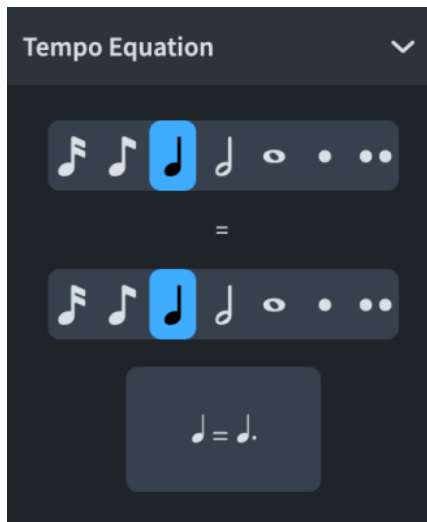 Tempo Equation
=
♩ = ♩.